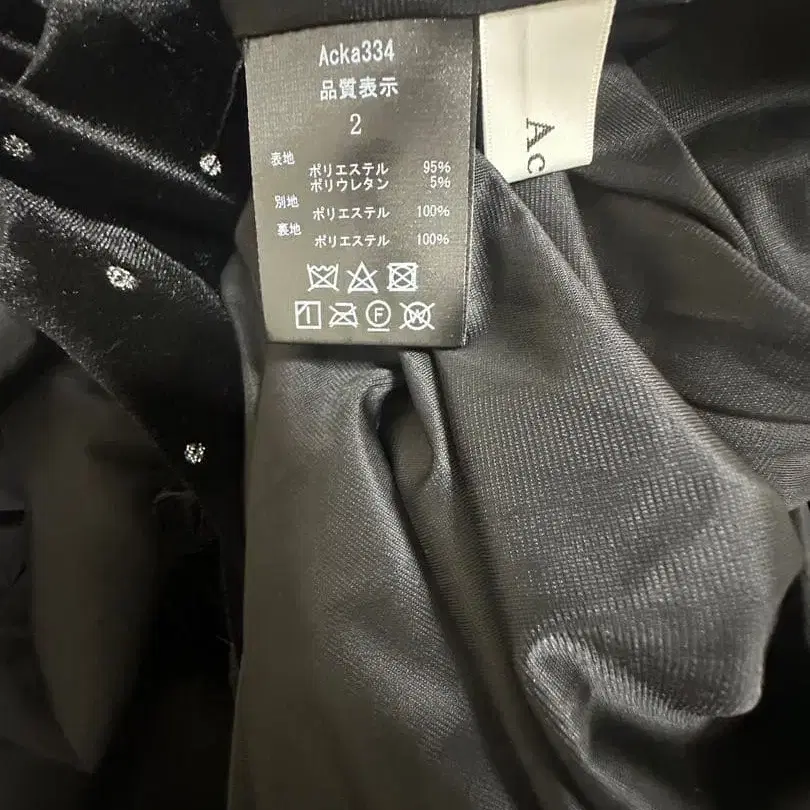 Acka334
品質表示
2
表地
ポリエステル 95%
ポリウレタン 5%
別地
ポリエステル 100%
裏地
ポリエステル 100%
F W
Ac